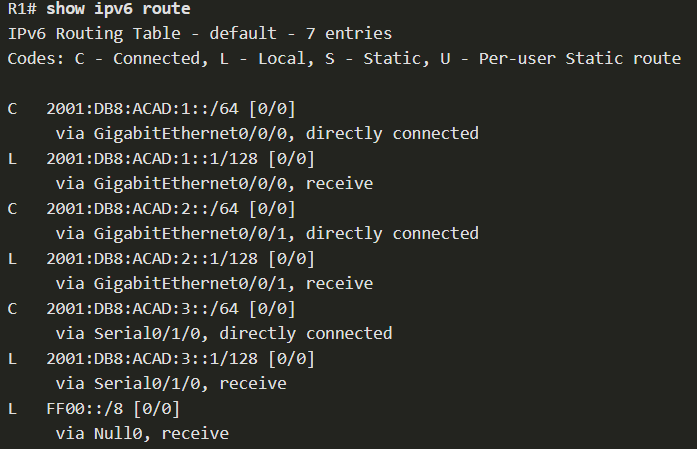 R1# show ipv6 route
IPv6 Routing Table - default - 7 entries
Codes: C - Connected, L - Local, S - Static, U - Per-user Static route

C   2001:DB8:ACAD:1::/64 [0/0]
     via GigabitEthernet0/0/0, directly connected
L   2001:DB8:ACAD:1::1/128 [0/0]
     via GigabitEthernet0/0/0, receive
C   2001:DB8:ACAD:2::/64 [0/0]
     via GigabitEthernet0/0/1, directly connected
L   2001:DB8:ACAD:2::1/128 [0/0]
     via GigabitEthernet0/0/1, receive
C   2001:DB8:ACAD:3::/64 [0/0]
     via Serial0/1/0, directly connected
L   2001:DB8:ACAD:3::1/128 [0/0]
     via Serial0/1/0, receive
L   FF00::/8 [0/0]
     via Null0, receive